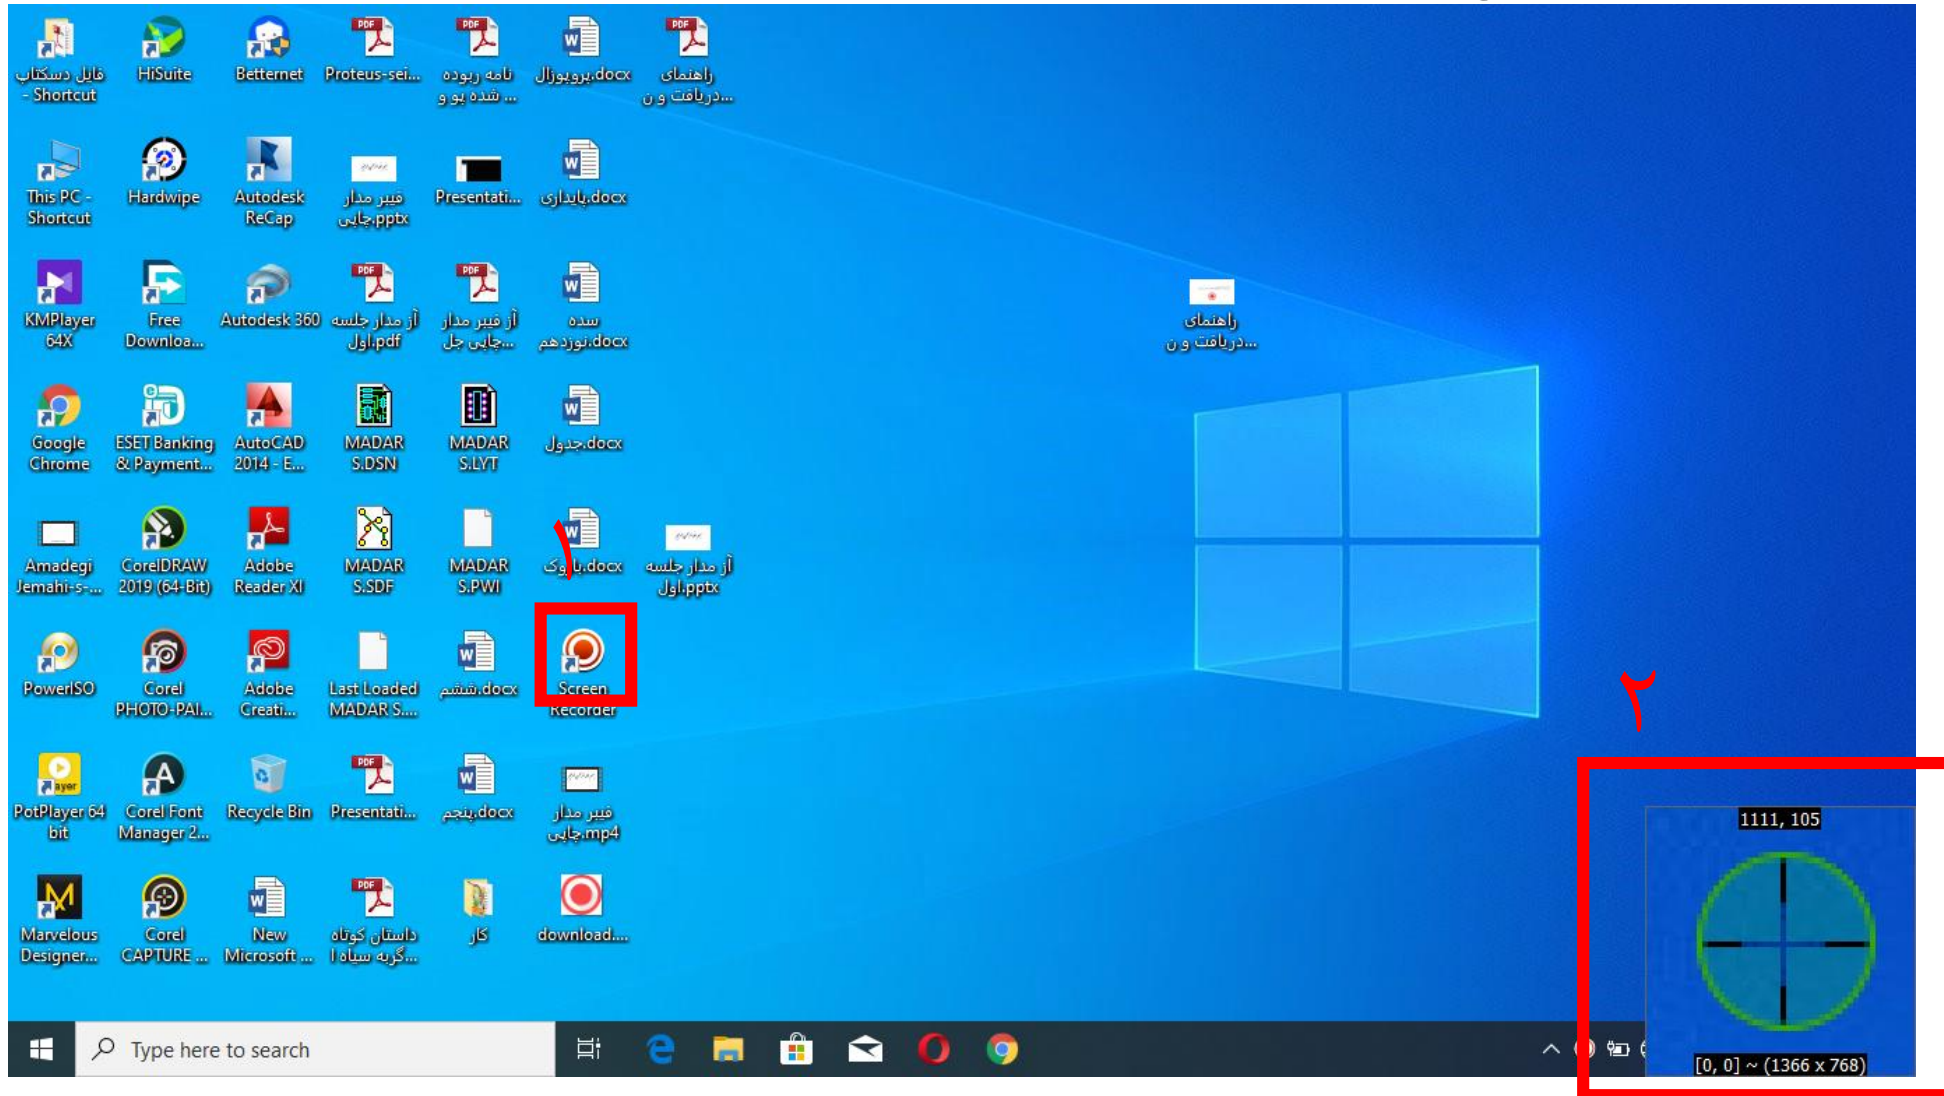 فایل دسکتاپ
- Shortcut
HiSuite
Betternet
Proteus-sei...
نامه ربوده
شده پو و ...
پروپوزال.docx
راهنمای
دریافت و ن...
This PC -
Shortcut
Hardwipe
Autodesk
ReCap
فیبر مدار
چاپی.pptx
Presentati...
پایداری.docx
KMPlayer
64X
Free
Downloa...
Autodesk 360
آز مدار جلسه
اول.pdf
آز فیبر مدار
چاپی جل...
سده
نوزدهم.docx
راهنمای
دریافت و ن...
Google
Chrome
ESET Banking
& Payment...
AutoCAD
2014 - E...
MADAR
S.DSN
MADAR
S.LYT
جدول.docx
Amadegi
Jemahi-s-...
CorelDRAW
2019 (64-Bit)
Adobe
Reader XI
MADAR
S.SDF
MADAR
S.PWI
۱
آز مدار جلسه
اول.pptx
PowerISO
Corel
PHOTO-PAI...
Adobe
Creati...
Last Loaded
MADAR S....
ششم.docx
Screen
Recorder
۲
PotPlayer 64
bit
Corel Font
Manager 2...
Recycle Bin
Presentati...
پنجم.docx
فیبر مدار
چاپی.mp4
Marvelous
Designer...
Corel
CAPTURE ...
New
Microsoft ...
داستان کوتاه
گربه سیاه ا...
کار
download....
1111, 105
[0, 0] ~ (1366 x 768)
Type here to search